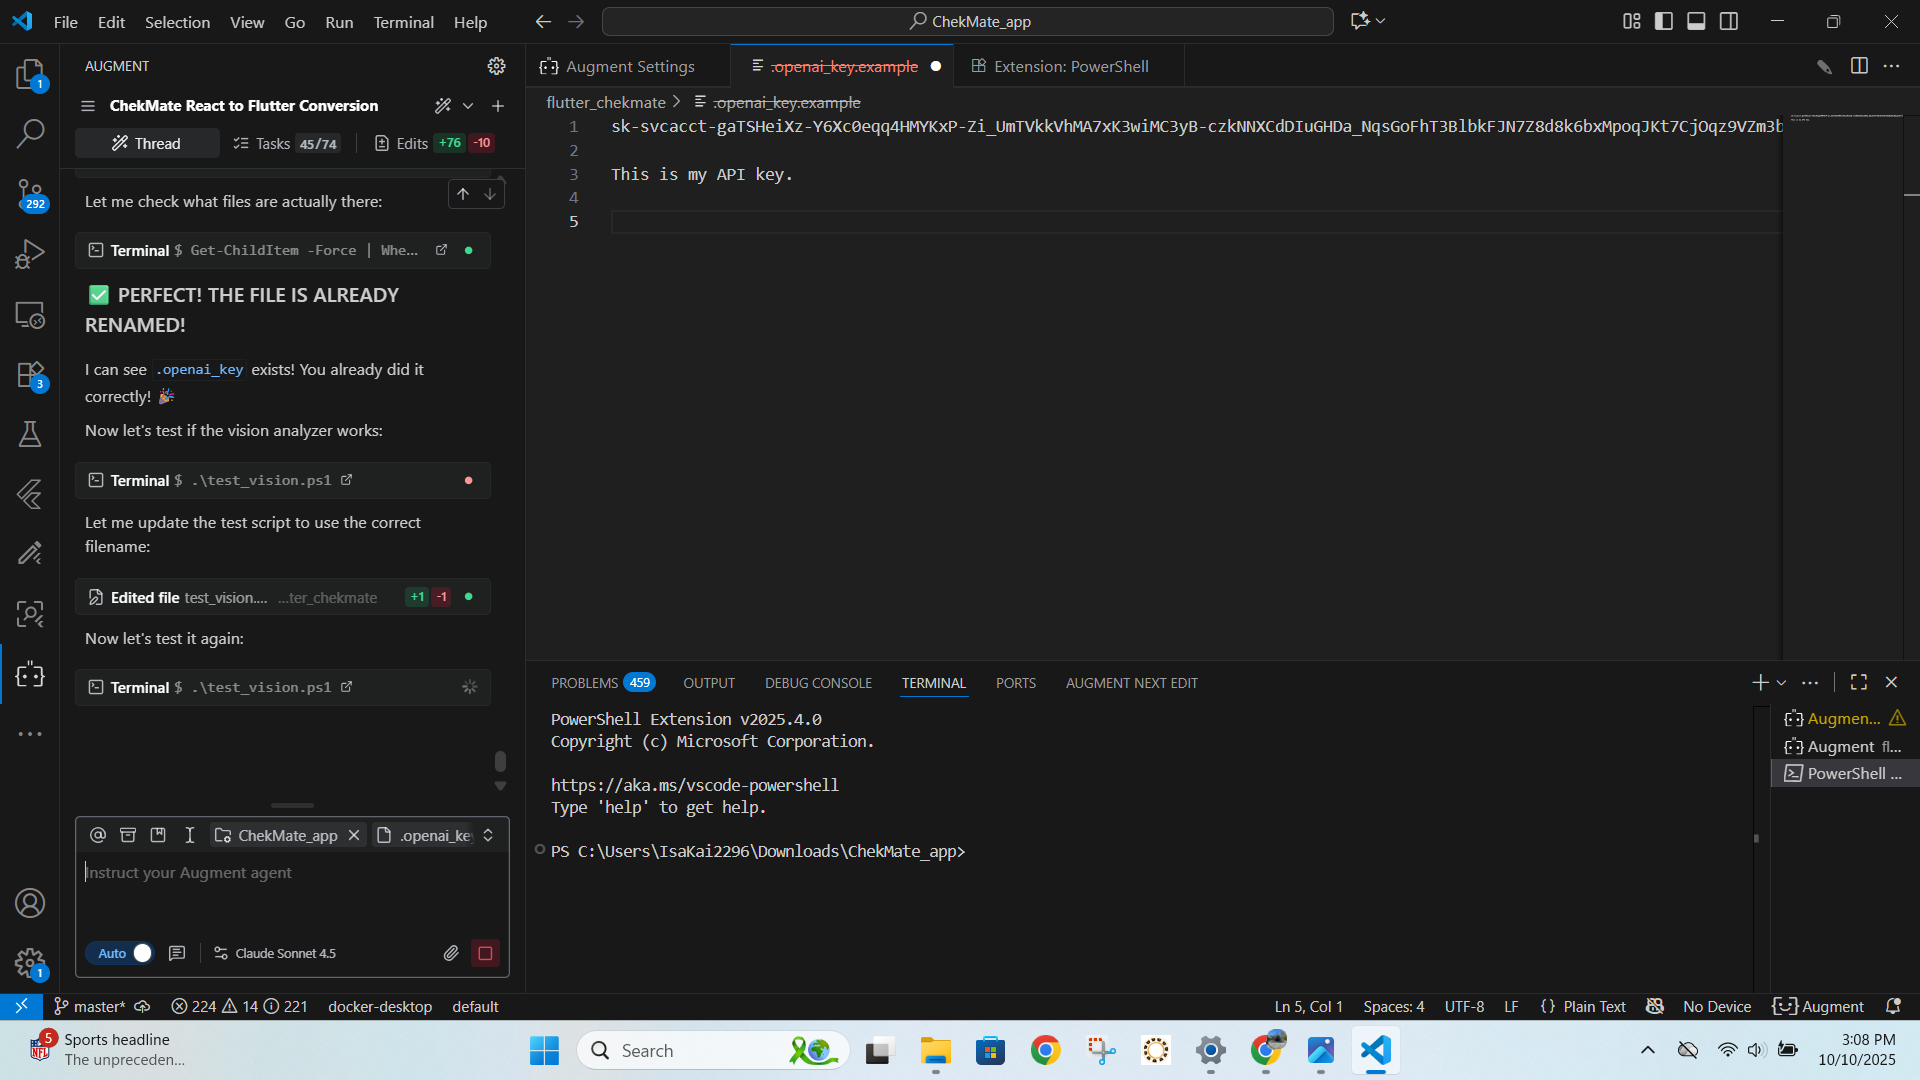 File Edit Selection View Go Run Terminal Help
ChekMate_app
AUGMENT
ChekMate React to Flutter Conversion
Thread
Tasks 45/74
Edits +76 -10
Let me check what files are actually there:
Terminal $ Get-ChildItem -Force | Whe...
✅ PERFECT! THE FILE IS ALREADY
RENAMED!
I can see .openai_key exists! You already did it
correctly! 🎉
Now let's test if the vision analyzer works:
Terminal $ .\test_vision.ps1
Let me update the test script to use the correct
filename:
Edited file test_vision.... ...ter_chekmate +1 -1
Now let's test it again:
Terminal $ .\test_vision.ps1
ChekMate_app
.openai_key
Instruct your Augment agent
Auto
Claude Sonnet 4.5
1
292
3
1
Augment Settings
.openai_key.example
Extension: PowerShell
flutter_chekmate > .openai_key.example
1 sk-svcacct-gaTSHeiXz-Y6Xc0eqq4HMYKxP-Zi_UmTVkkVhMA7xK3wiMC3yB-czkNNXCdDIuGHDa_NqsGoFhT3BlbkFJN7Z8d8k6bxMpoqJKt7CjOqz9VZm3b
2
3 This is my API key.
4
5
PROBLEMS 459 OUTPUT DEBUG CONSOLE TERMINAL PORTS AUGMENT NEXT EDIT
PowerShell Extension v2025.4.0
Copyright (c) Microsoft Corporation.
https://aka.ms/vscode-powershell
Type 'help' to get help.
PS C:\Users\IsaKai2296\Downloads\ChekMate_app>
Augmen...
Augment fl...
PowerShell ...
master* 224 14 221 docker-desktop default
Ln 5, Col 1 Spaces: 4 UTF-8 LF {} Plain Text No Device Augment
5
NFL
Sports headline
The unpreceden...
Search
3:08 PM
10/10/2025